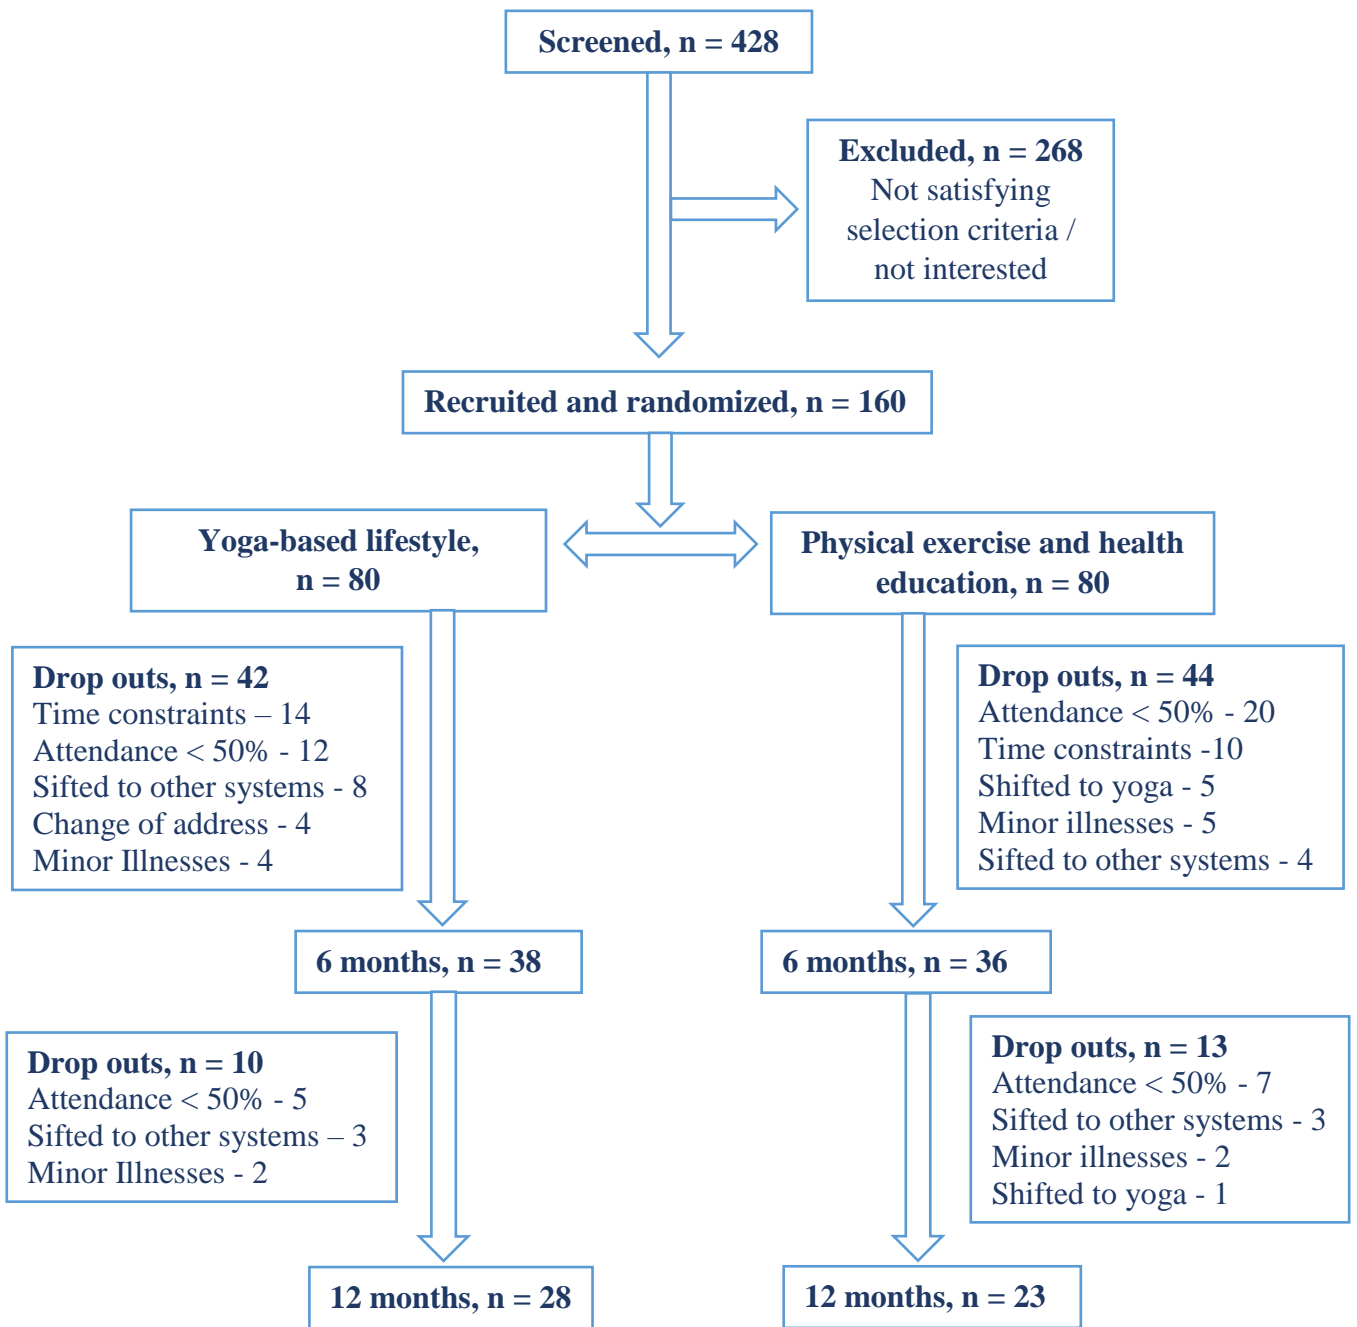 Screened, n = 428
Excluded, n = 268
Not satisfying
selection criteria /
not interested
Recruited and randomized, n = 160
Yoga-based lifestyle,
n = 80
Physical exercise and health
education, n = 80
Drop outs, n = 42
Time constraints – 14
Attendance < 50% - 12
Sifted to other systems - 8
Change of address - 4
Minor Illnesses - 4
Drop outs, n = 44
Attendance < 50% - 20
Time constraints -10
Shifted to yoga - 5
Minor illnesses - 5
Sifted to other systems - 4
6 months, n = 38
6 months, n = 36
Drop outs, n = 10
Attendance < 50% - 5
Sifted to other systems – 3
Minor Illnesses - 2
Drop outs, n = 13
Attendance < 50% - 7
Sifted to other systems - 3
Minor illnesses - 2
Shifted to yoga - 1
12 months, n = 28
12 months, n = 23